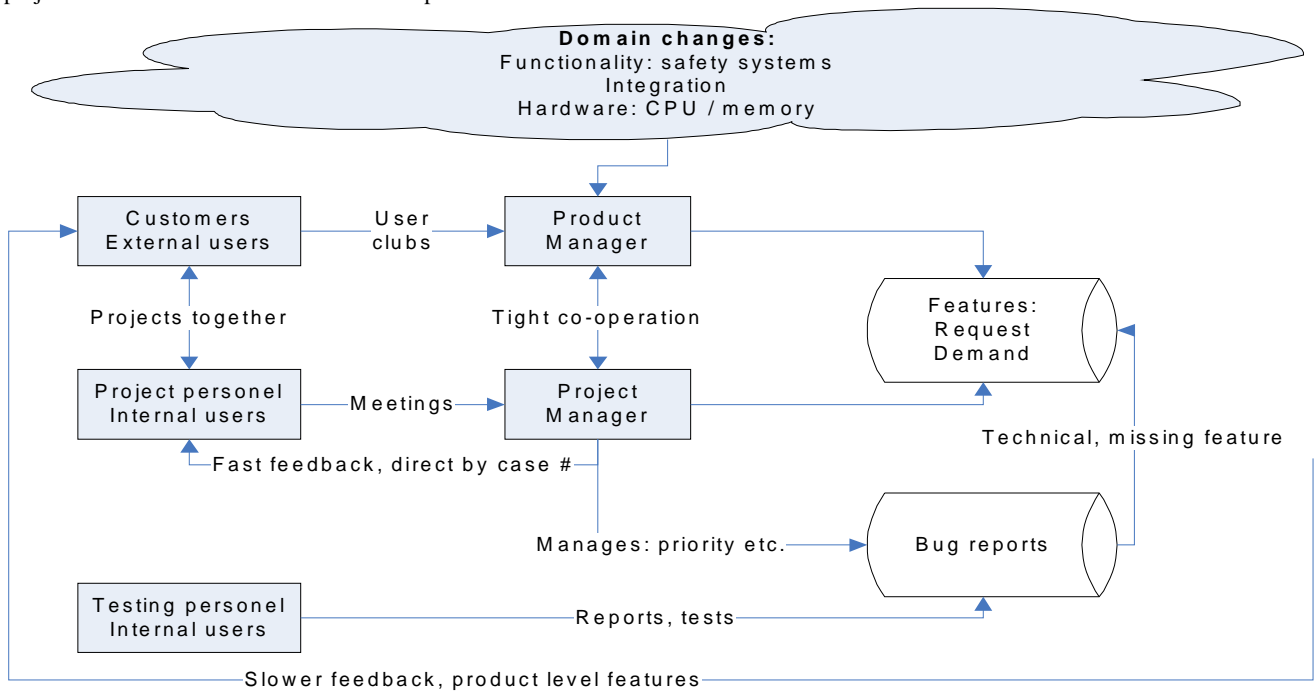 Domain changes:
Functionality: safety systems
Integration
Hardware: CPU / memory
Customers
External users
User
clubs
Product
Manager
Projects together
Tight co-operation
Features:
Request
Demand
Project personel
Internal users
Meetings
Project
Manager
Technical, missing feature
Fast feedback, direct by case #
Manages: priority etc.
Bug reports
Testing personel
Internal users
Reports, tests
Slower feedback, product level features